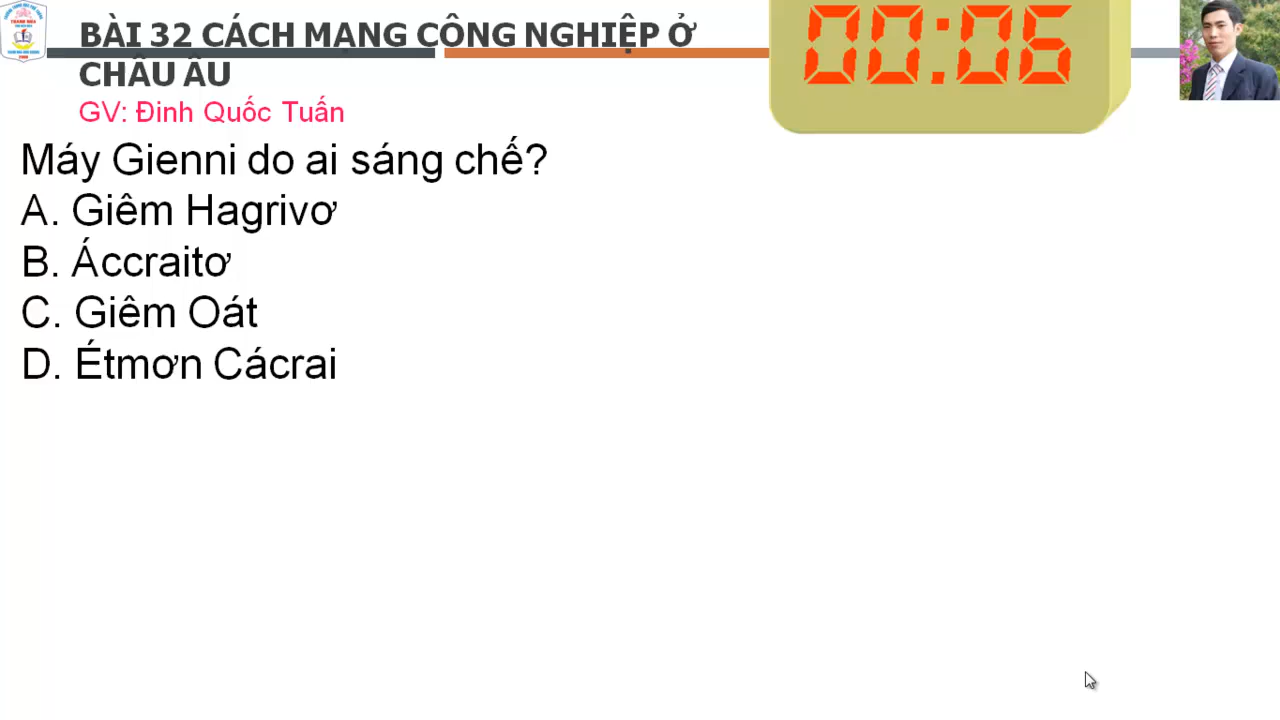 BÀI 32 CÁCH MẠNG CÔNG NGHIỆP Ở
CHÂU ÂU
GV: Đinh Quốc Tuấn
00:06
Máy Gienni do ai sáng chế?
A. Giêm Hagrivơ
B. Áccraitơ
C. Giêm Oát
D. Étmơn Cácrai